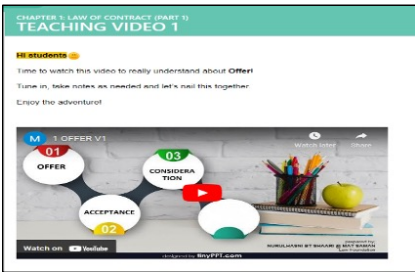 CHAPTER 1: LAW OF CONTRACT (PART 1)
TEACHING VIDEO 1
Hi students
Time to watch this video to really understand about Offer!
Tune in, take notes as needed and let's nail this together.
Enjoy the adventure!
M
1 OFFER V1
Watch later
Share
01
OFFER
03
CONSIDERA
TION
ACCEPTANCE
02
Watch on YouTube
designed by tinyPPT.com
prepared by: